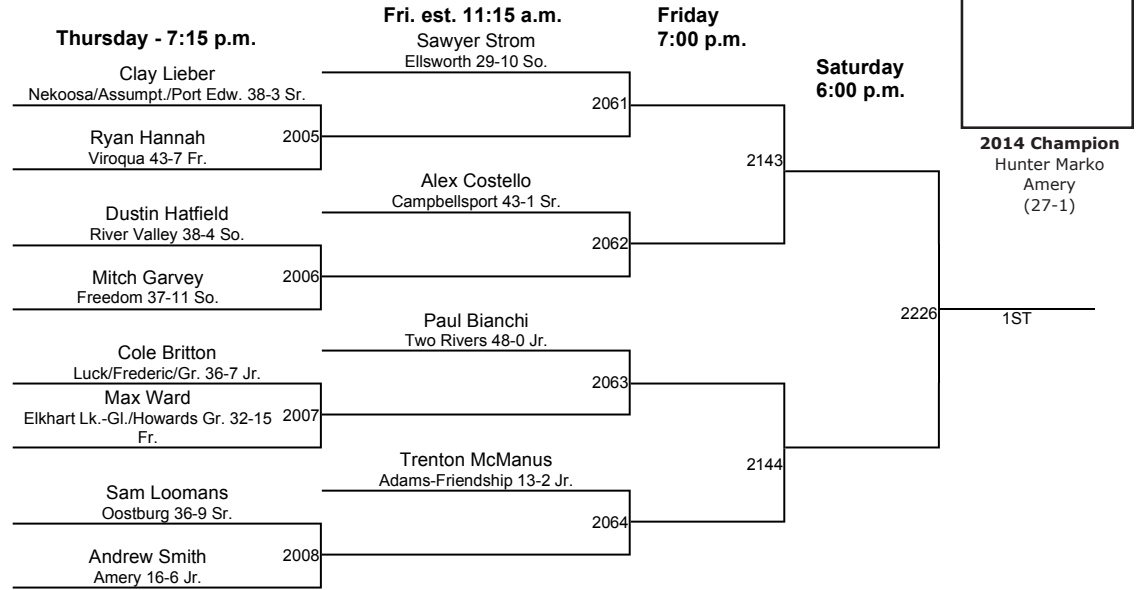 Thursday - 7:15 p.m.
Fri. est. 11:15 a.m.
Friday
7:00 p.m.
Saturday
6:00 p.m.
Clay Lieber
Nekoosa/Assumpt./Port Edw. 38-3 Sr.
Ryan Hannah
Viroqua 43-7 Fr.
2005
Dustin Hatfield
River Valley 38-4 So.
Mitch Garvey
Freedom 37-11 So.
2006
Cole Britton
Luck/Frederic/Gr. 36-7 Jr.
Max Ward
Elkhart Lk.-Gl./Howards Gr. 32-15
Fr.
2007
Sam Loomans
Oostburg 36-9 Sr.
Andrew Smith
Amery 16-6 Jr.
2008
Sawyer Strom
Ellsworth 29-10 So.
2061
Alex Costello
Campbellsport 43-1 Sr.
2062
Paul Bianchi
Two Rivers 48-0 Jr.
2063
Trenton McManus
Adams-Friendship 13-2 Jr.
2064
2143
2144
2226
1ST
2014 Champion
Hunter Marko
Amery
(27-1)